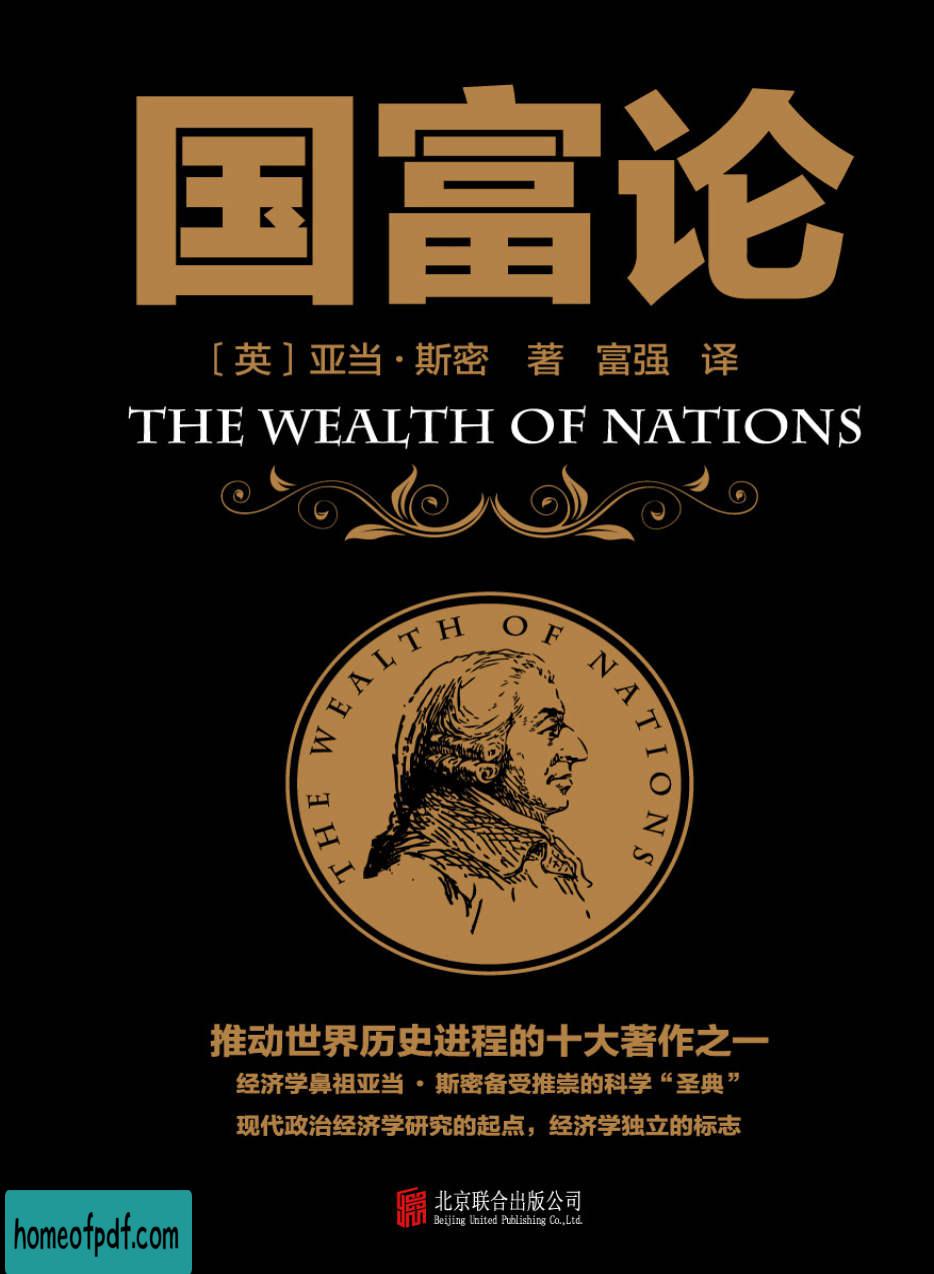 国富论
［英］亚当·斯密 著 富强 译
THE WEALTH OF NATIONS
THE WEALTH OF NATIONS
推动世界历史进程的十大著作之一
经济学鼻祖亚当·斯密备受推崇的科学“圣典”
现代政治经济学研究的起点，经济学独立的标志
北京联合出版公司
Beijing United Publishing Co.,Ltd.
homeofpdf.com